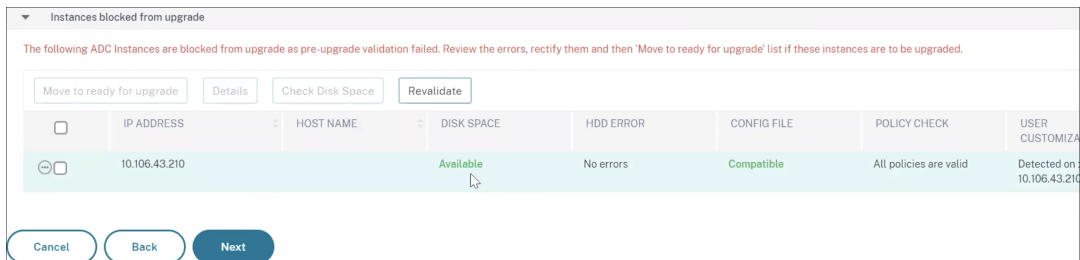 Instances blocked from upgrade
The following ADC Instances are blocked from upgrade as pre-upgrade validation failed. Review the errors, rectify them and then 'Move to ready for upgrade' list if these instances are to be upgraded.
Move to ready for upgrade Details Check Disk Space Revalidate
IP ADDRESS HOST NAME DISK SPACE HDD ERROR CONFIG FILE POLICY CHECK USER
CUSTOMIZA
10.106.43.210 Available No errors Compatible All policies are valid Detected on :
10.106.43.210
Cancel Back Next